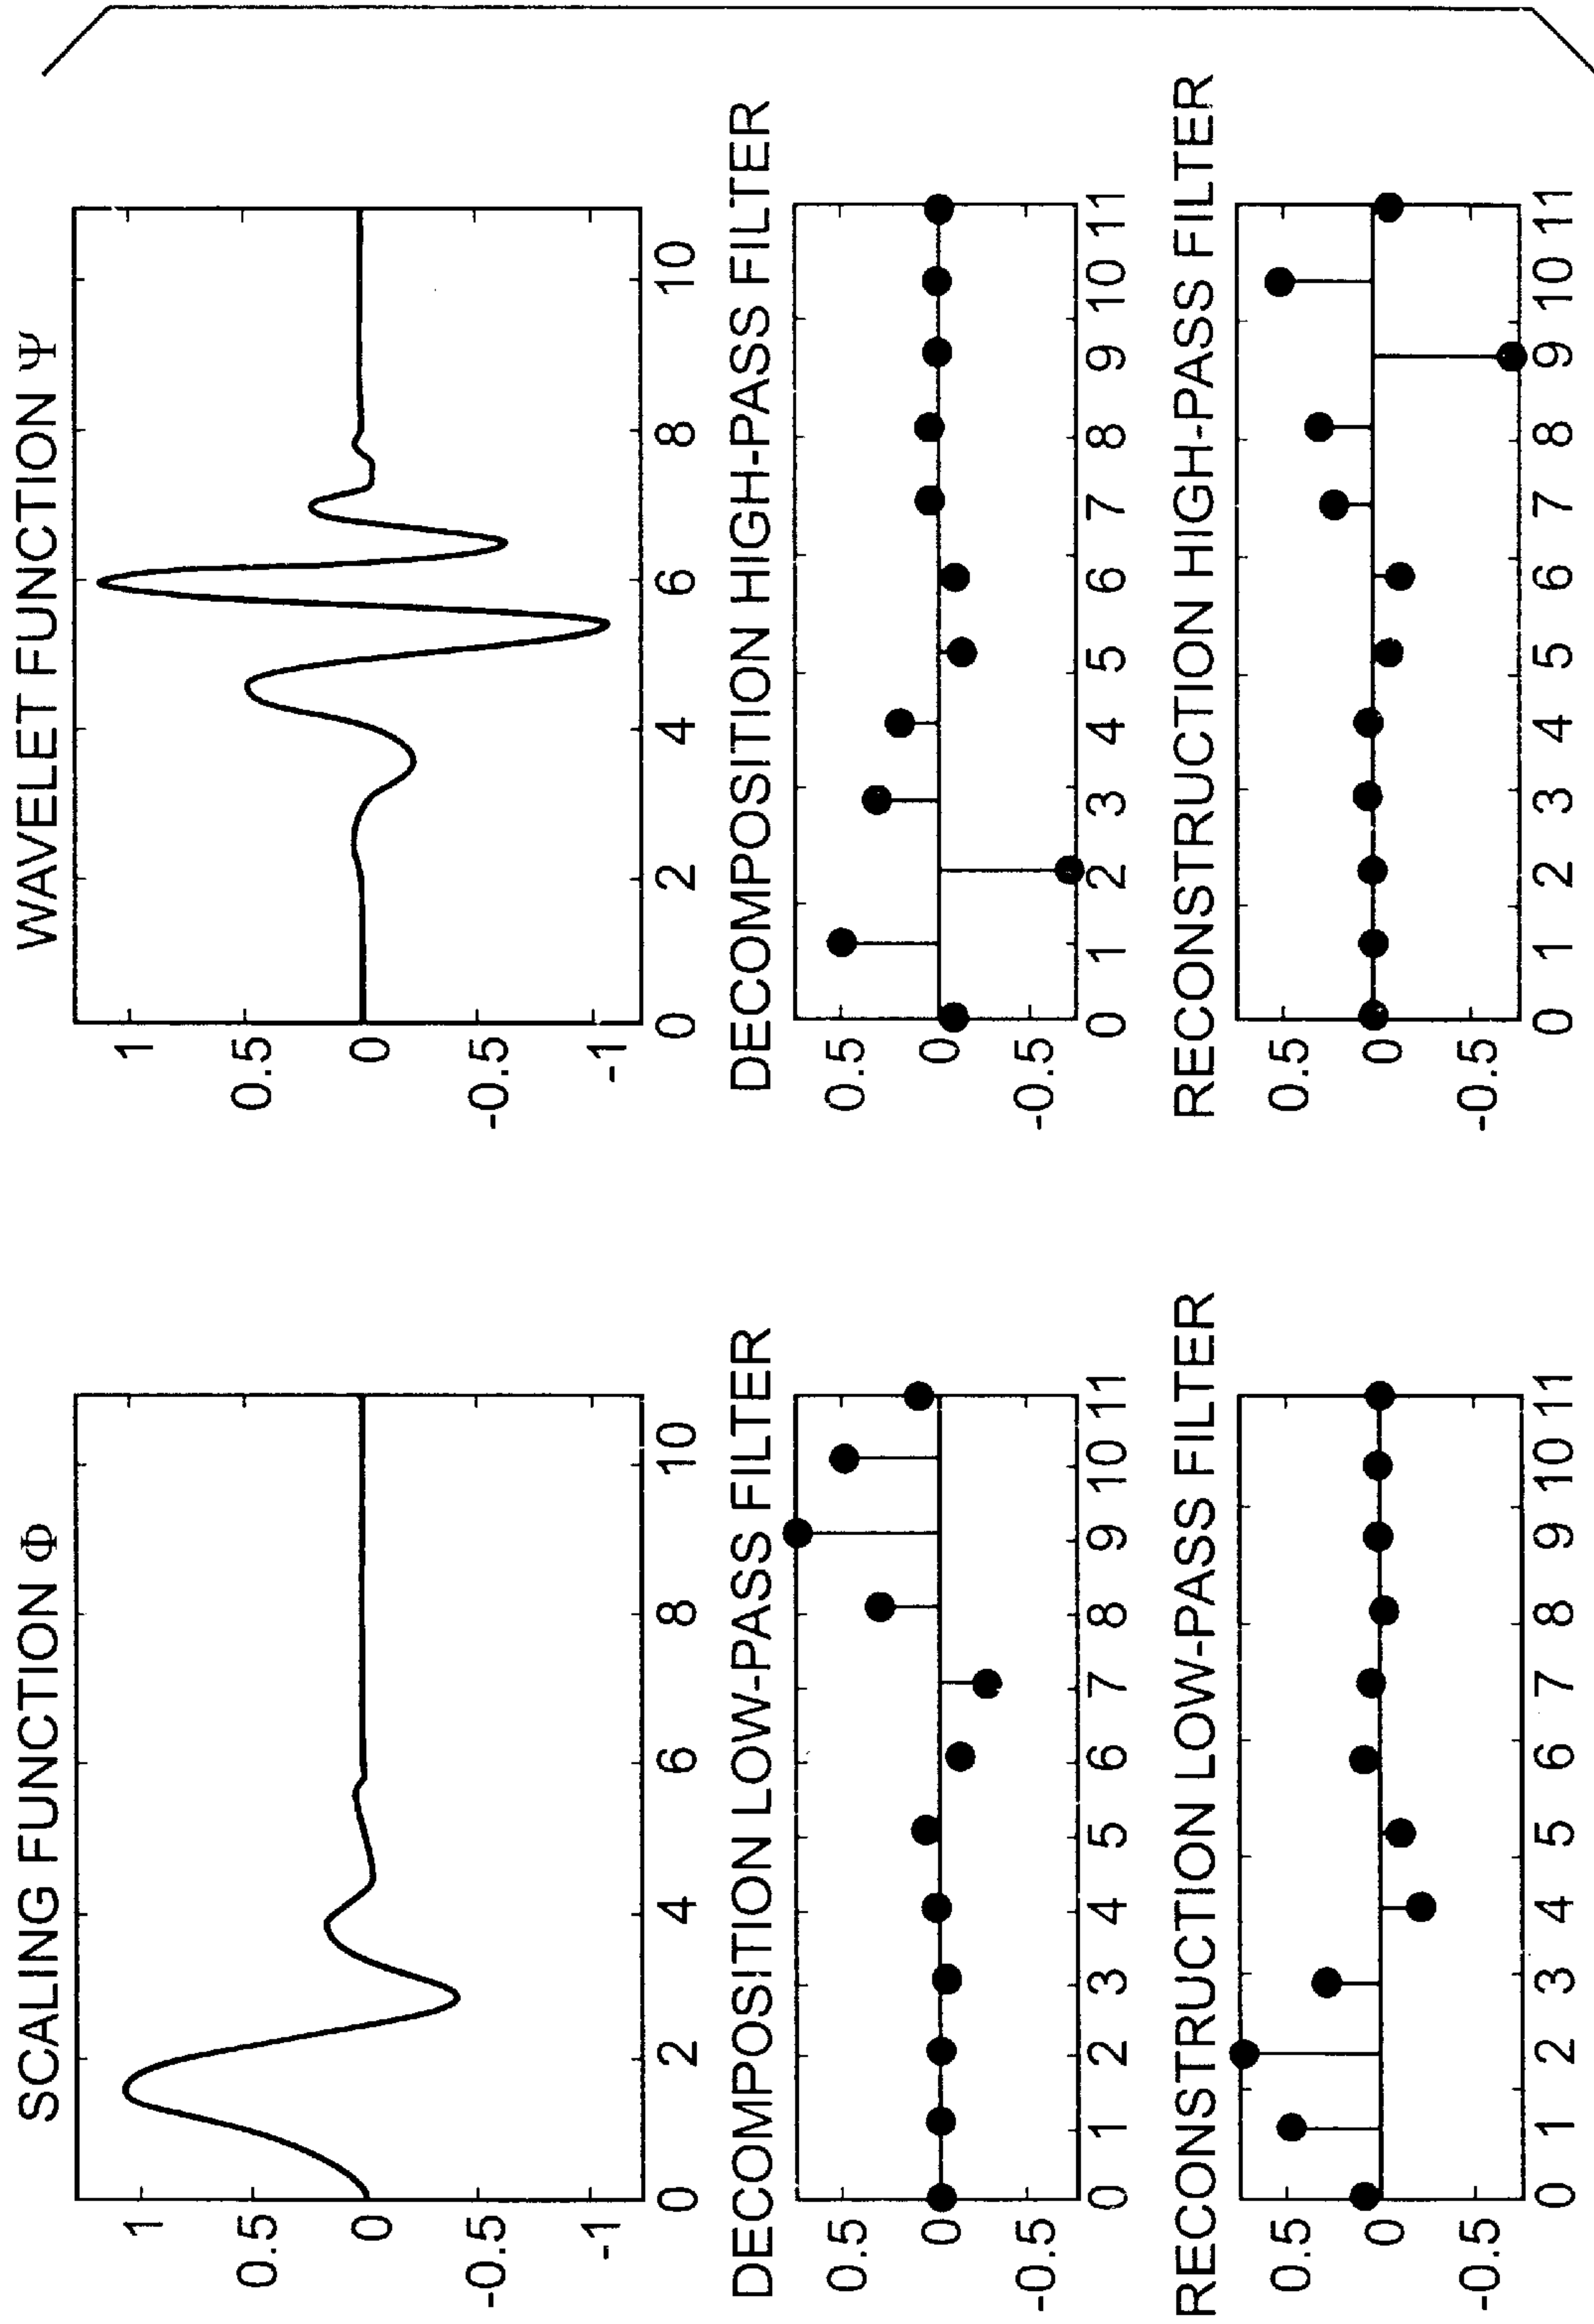 SCALING FUNCTION Φ
1
0.5
0
-0.5
-1
0 2 4 6 8 10
WAVELET FUNCTION Ψ
1
0.5
0
-0.5
-1
0 2 4 6 8 10
DECOMPOSITION LOW-PASS FILTER
0.5
0
-0.5
0 1 2 3 4 5 6 7 8 9 10 11
DECOMPOSITION HIGH-PASS FILTER
0.5
0
-0.5
0 1 2 3 4 5 6 7 8 9 10 11
RECONSTRUCTION LOW-PASS FILTER
0.5
0
-0.5
0 1 2 3 4 5 6 7 8 9 10 11
RECONSTRUCTION HIGH-PASS FILTER
0.5
0
-0.5
0 1 2 3 4 5 6 7 8 9 10 11